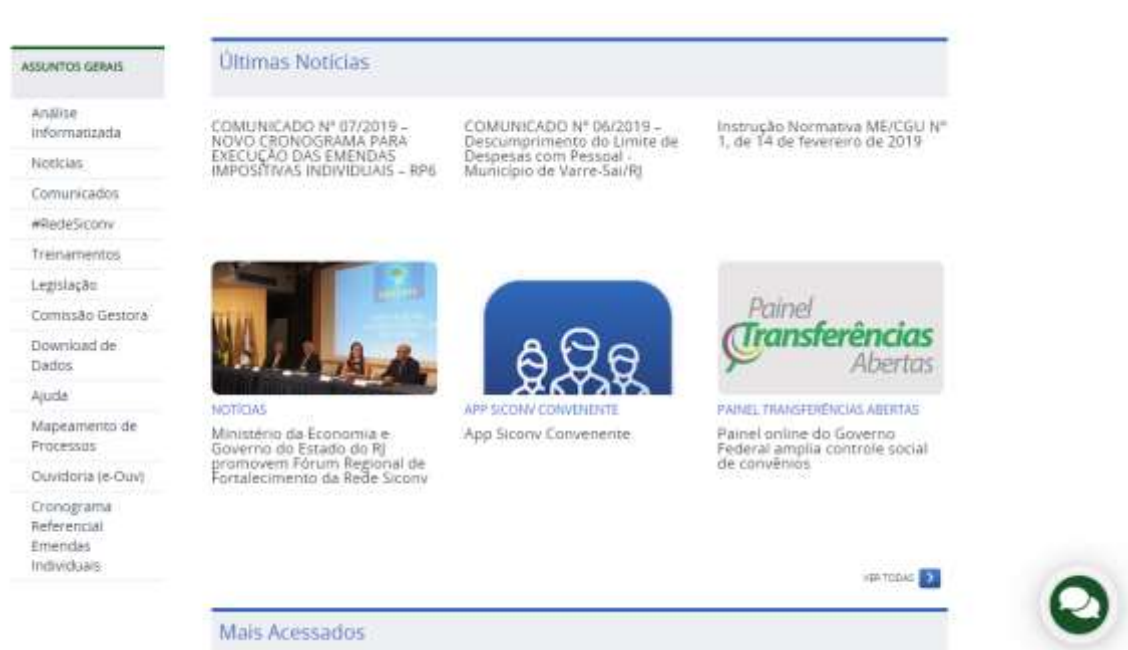 ASSUNTOS GERAIS
Análise
Informatizada
Notícias
Comunicados
#RedeSiconv
Treinamentos
Legislação
Comissão Gestora
Download de
Dados
Ajuda
Mapeamento de
Processos
Ouvidoria (e-Ouv)
Cronograma
Referencial
Emendas
Individuais
Últimas Notícias
COMUNICADO Nº 07/2019 –
NOVO CRONOGRAMA PARA
EXECUÇÃO DAS EMENDAS
IMPOSITIVAS INDIVIDUAIS – RP6
COMUNICADO Nº 06/2019 –
Descumprimento do Limite de
Despesas com Pessoal -
Município de Varre-Sai/RJ
Instrução Normativa ME/CGU Nº
1, de 14 de fevereiro de 2019
NOTÍCIAS
Ministério da Economia e
Governo do Estado do RJ
promovem Fórum Regional de
Fortalecimento da Rede Siconv
APP SICONV CONVENENTE
App Siconv Convenente
Painel
Transferências
Abertas
PAINEL TRANSFERÊNCIAS ABERTAS
Painel online do Governo
Federal amplia controle social
de convênios
VER TODAS
Mais Acessados